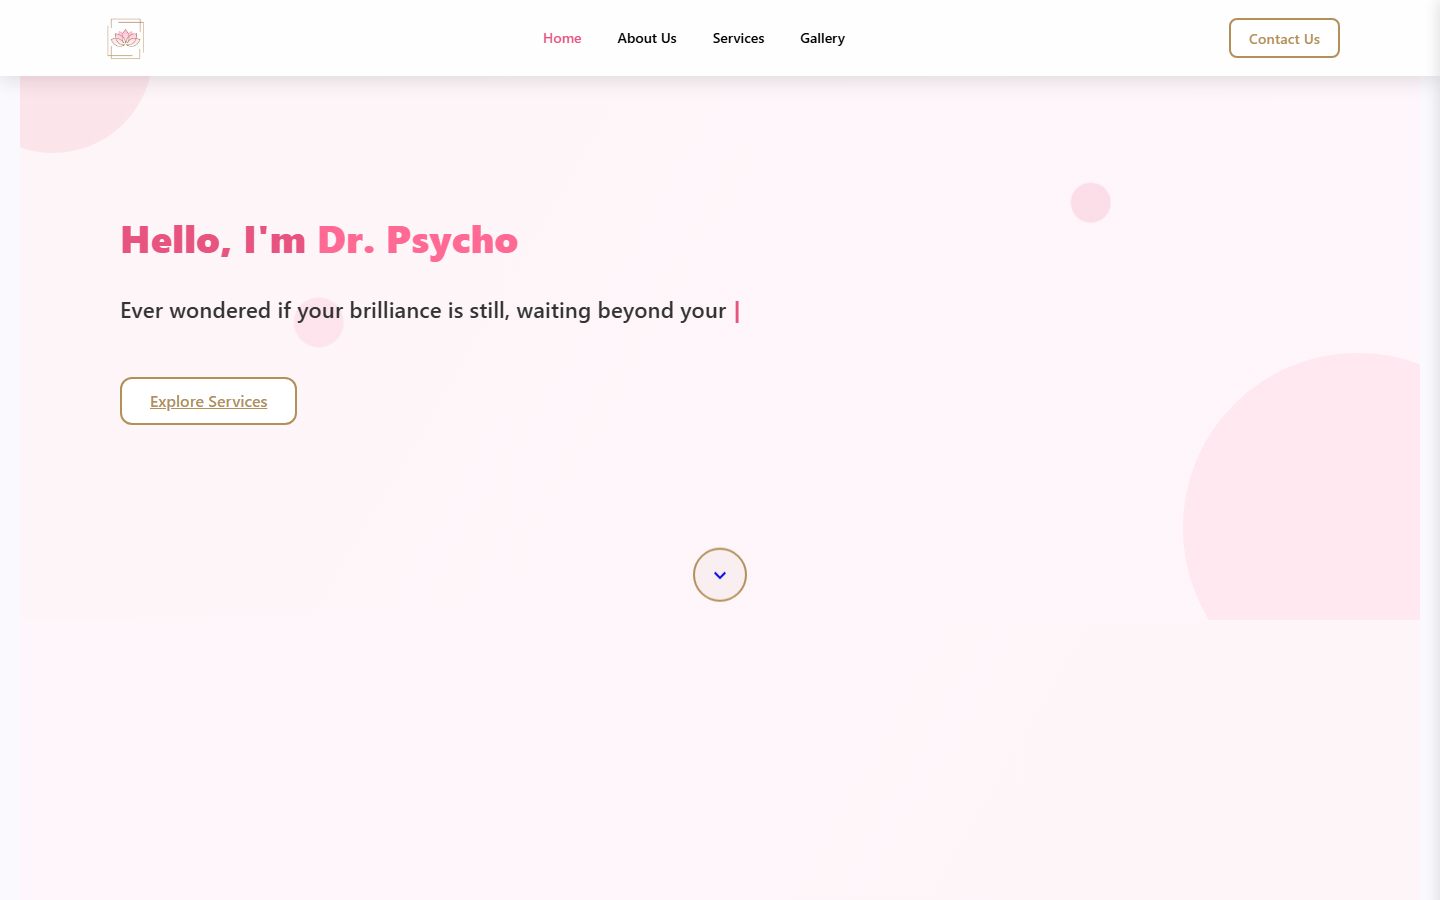 Home
About Us
Services
Gallery
Contact Us
Hello, I'm Dr. Psycho
Ever wondered if your brilliance is still, waiting beyond your |
Explore Services